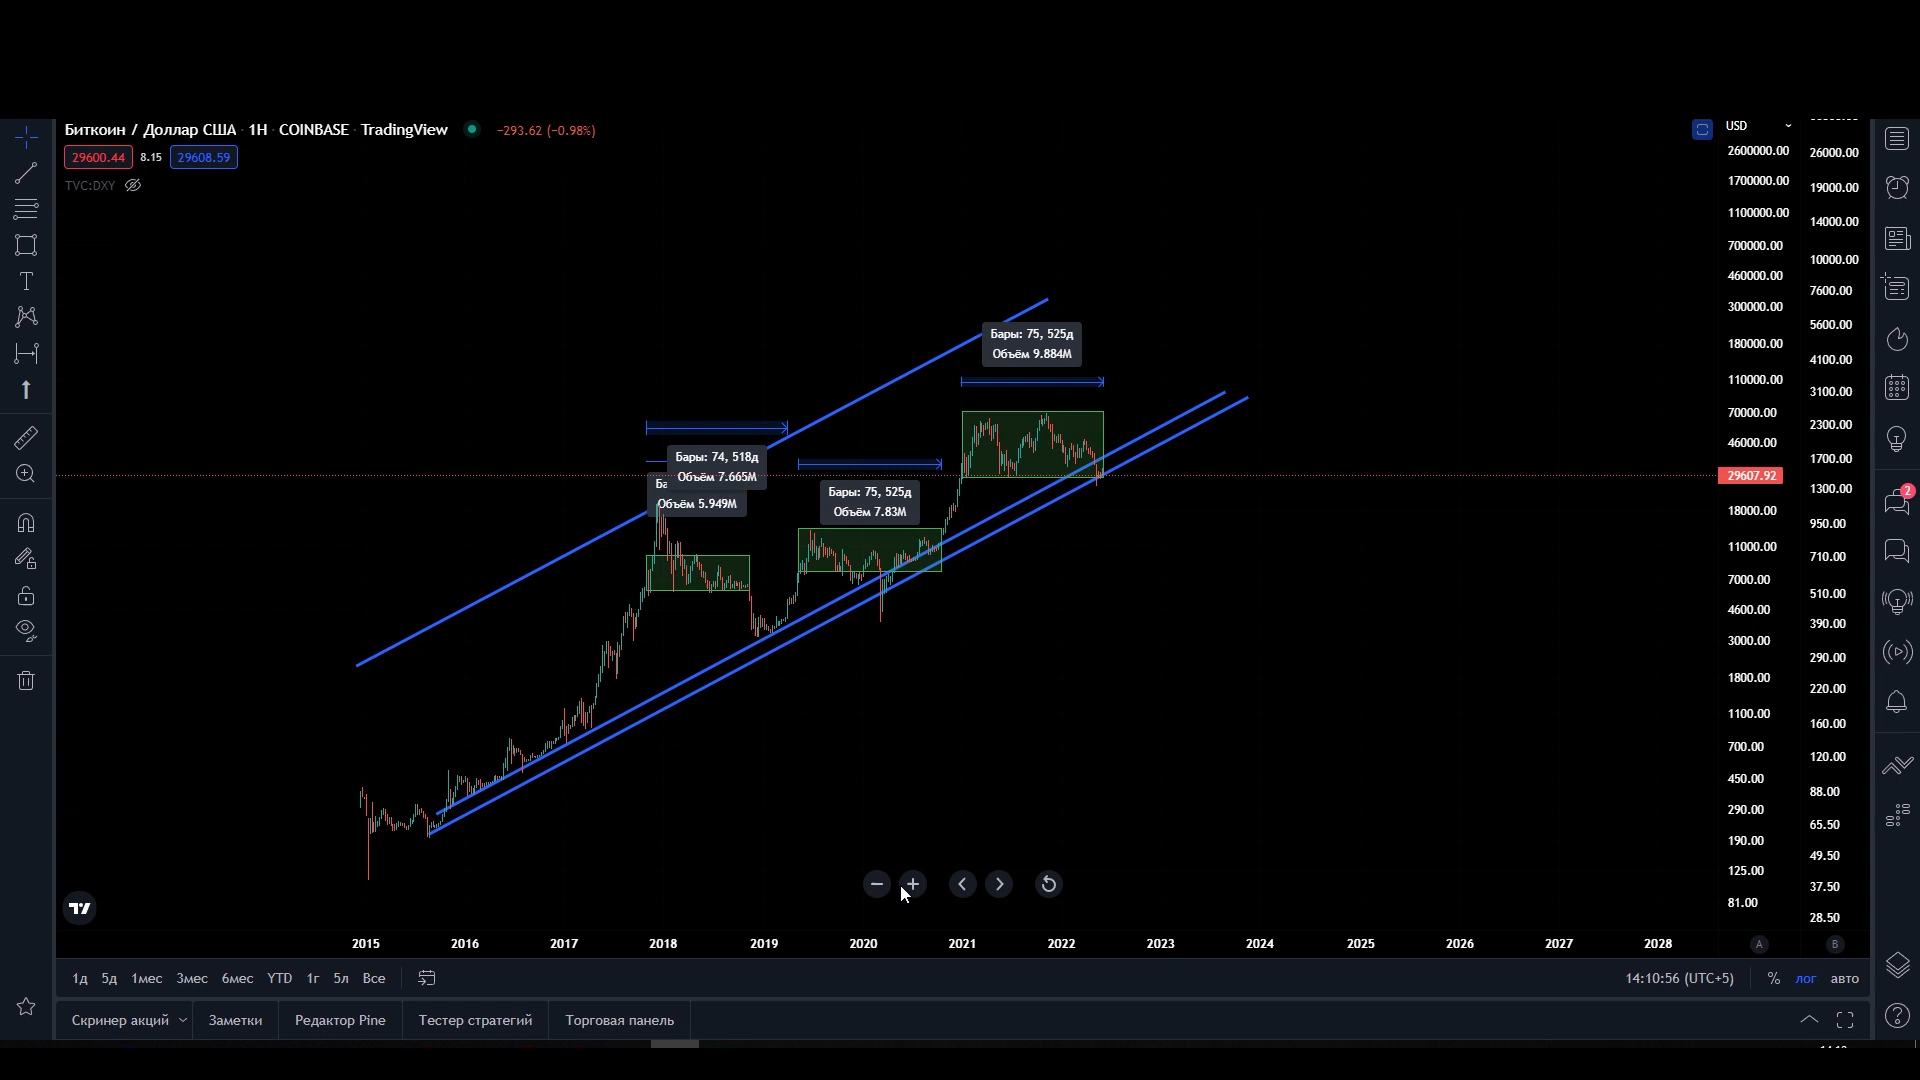 Биткоин / Доллар США · 1Н · COINBASE · TradingView −293.62 (−0.98%)
29600.44 8.15 29608.59
TVC:DXY
USD
2600000.00
1700000.00
1100000.00
700000.00
460000.00
300000.00
180000.00
110000.00
70000.00
46000.00
29607.92
18000.00
11000.00
7000.00
4600.00
3000.00
1800.00
1100.00
700.00
450.00
290.00
190.00
125.00
81.00
A
26000.00
19000.00
14000.00
10000.00
7600.00
5600.00
4100.00
3100.00
2300.00
1700.00
1300.00
950.00
710.00
510.00
390.00
290.00
220.00
160.00
120.00
88.00
65.50
49.50
37.50
28.50
B
Бары: 75, 525д
Объём 9.884M
Бары: 74, 518д
Объём 7.665M
Ба
Объём 5.949M
Бары: 75, 525д
Объём 7.83M
2
2015 2016 2017 2018 2019 2020 2021 2022 2023 2024 2025 2026 2027 2028
1д 5д 1мес 3мес 6мес YTD 1г 5л Все 14:10:56 (UTC+5) % лог авто
Скринер акций Заметки Редактор Pine Тестер стратегий Торговая панель